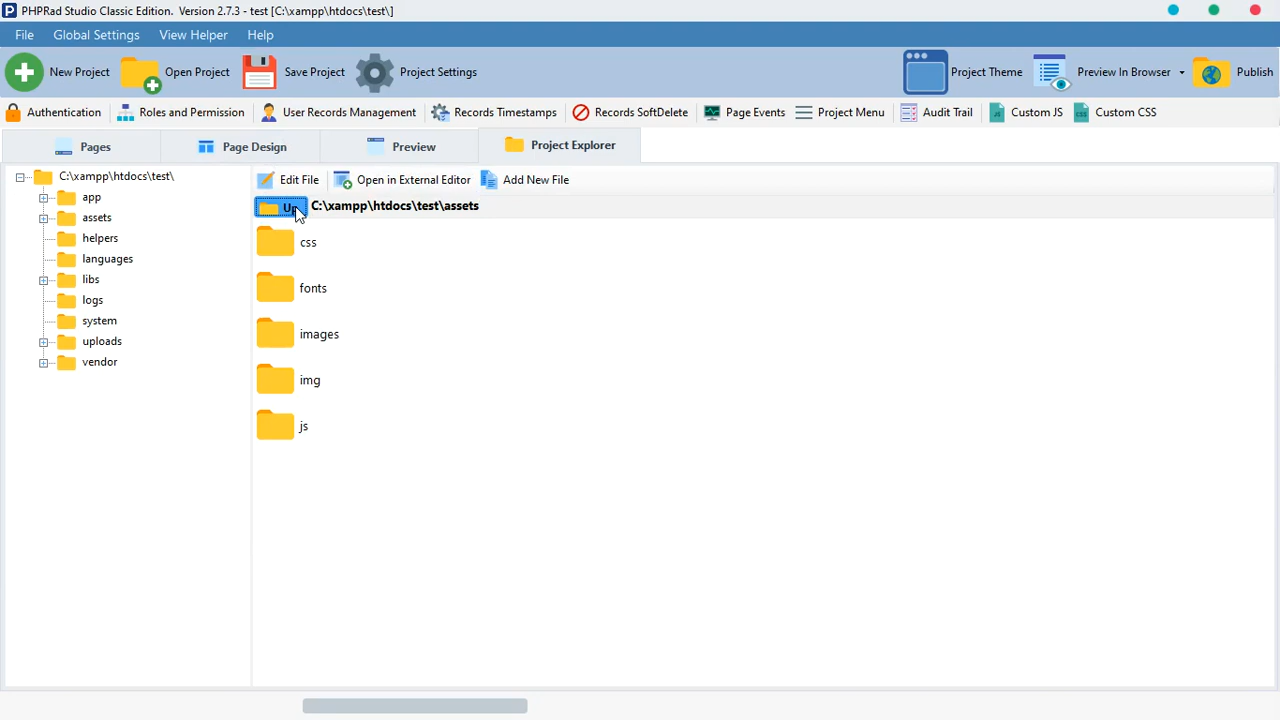 PHPRad Studio Classic Edition. Version 2.7.3 - test [C:\xampp\htdocs\test\]
File Global Settings View Helper Help
New Project Open Project Save Project Project Settings Project Theme Preview In Browser Publish
Authentication Roles and Permission User Records Management Records Timestamps Records SoftDelete Page Events Project Menu Audit Trail Custom JS Custom CSS
Pages Page Design Preview Project Explorer
C:\xampp\htdocs\test\
app
assets
helpers
languages
libs
logs
system
uploads
vendor
Edit File Open in External Editor Add New File
Up C:\xampp\htdocs\test\assets
css
fonts
images
img
js